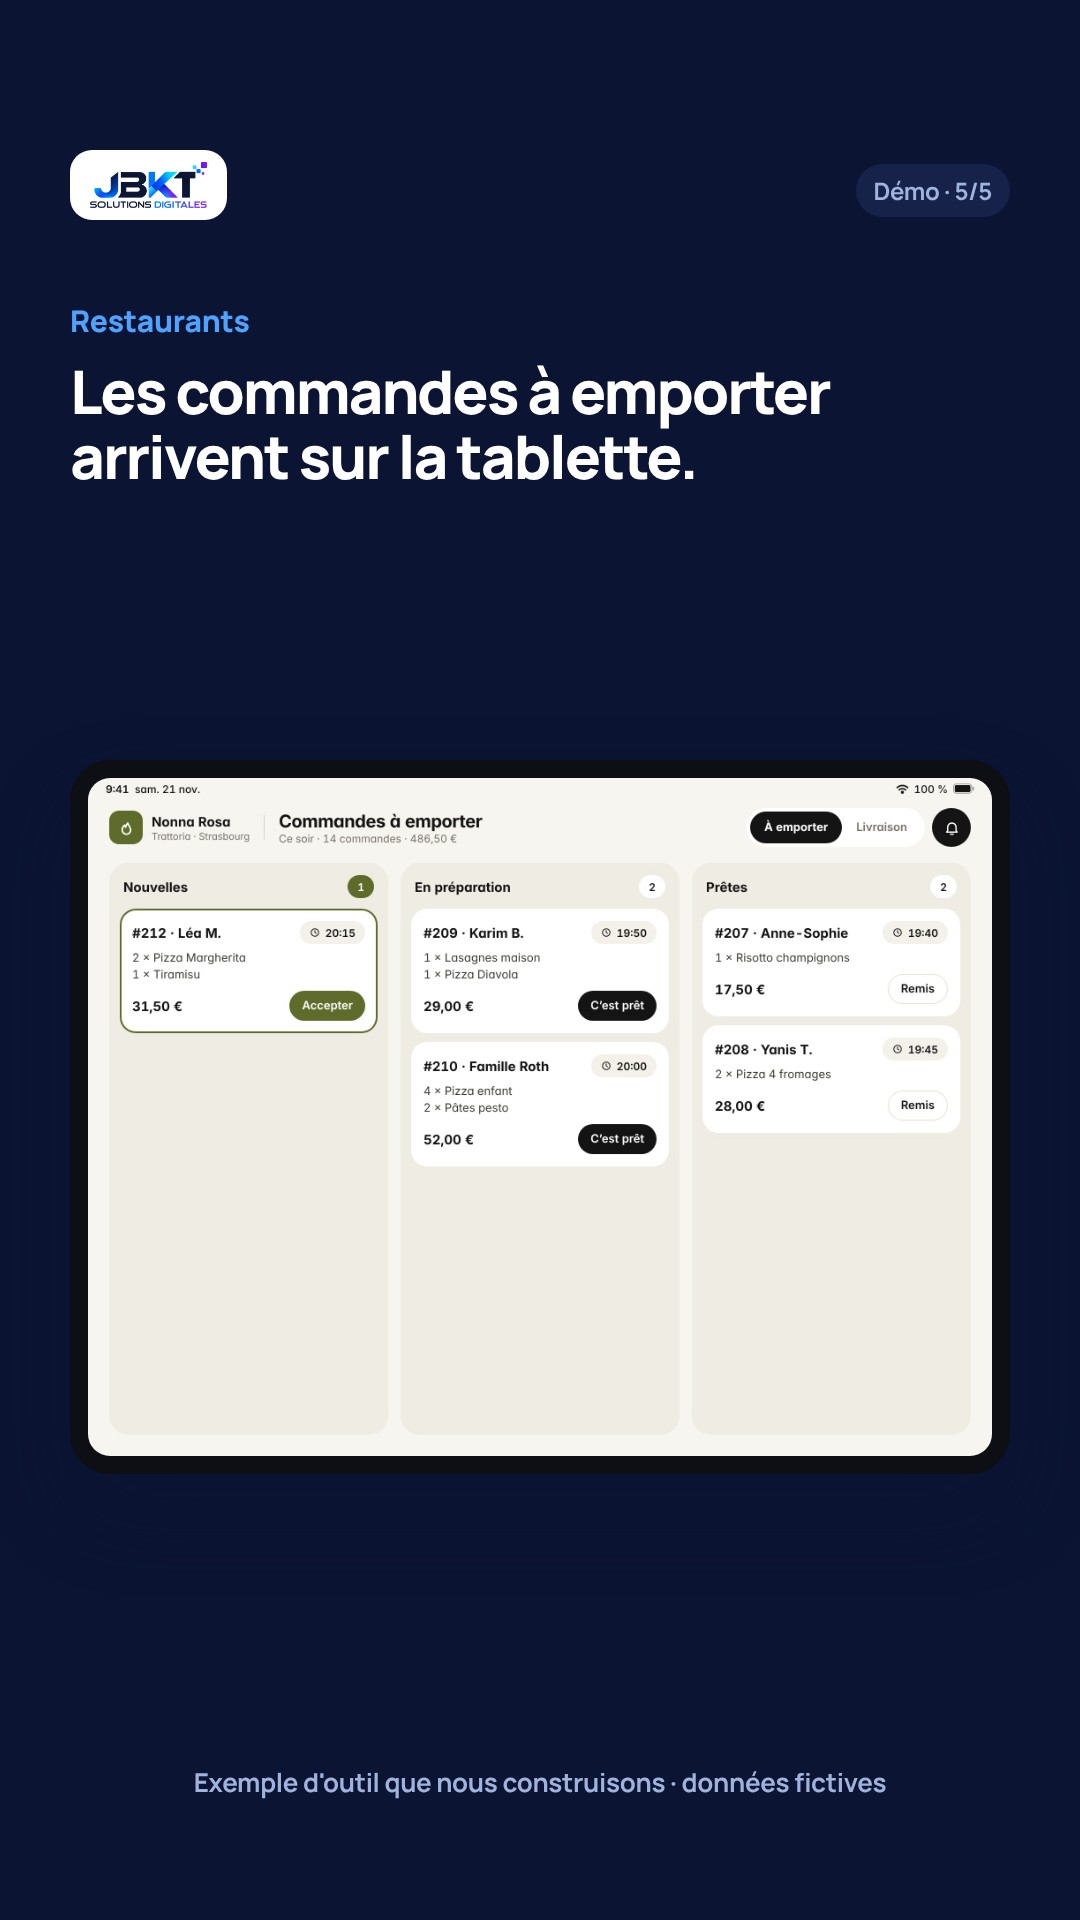 JBKT
SOLUTIONS DIGITALES
Démo · 5/5
Restaurants
Les commandes à emporter
arrivent sur la tablette.
9:41 sam. 21 nov.
100 %
Nonna Rosa
Trattoria · Strasbourg
Commandes à emporter
Ce soir · 14 commandes · 486,50 €
À emporter
Livraison
Nouvelles
1
#212 · Léa M.
20:15
2 × Pizza Margherita
1 × Tiramisu
31,50 €
Accepter
En préparation
2
#209 · Karim B.
19:50
1 × Lasagnes maison
1 × Pizza Diavola
29,00 €
C'est prêt
#210 · Famille Roth
20:00
4 × Pizza enfant
2 × Pâtes pesto
52,00 €
C'est prêt
Prêtes
2
#207 · Anne-Sophie
19:40
1 × Risotto champignons
17,50 €
Remis
#208 · Yanis T.
19:45
2 × Pizza 4 fromages
28,00 €
Remis
Exemple d'outil que nous construisons · données fictives